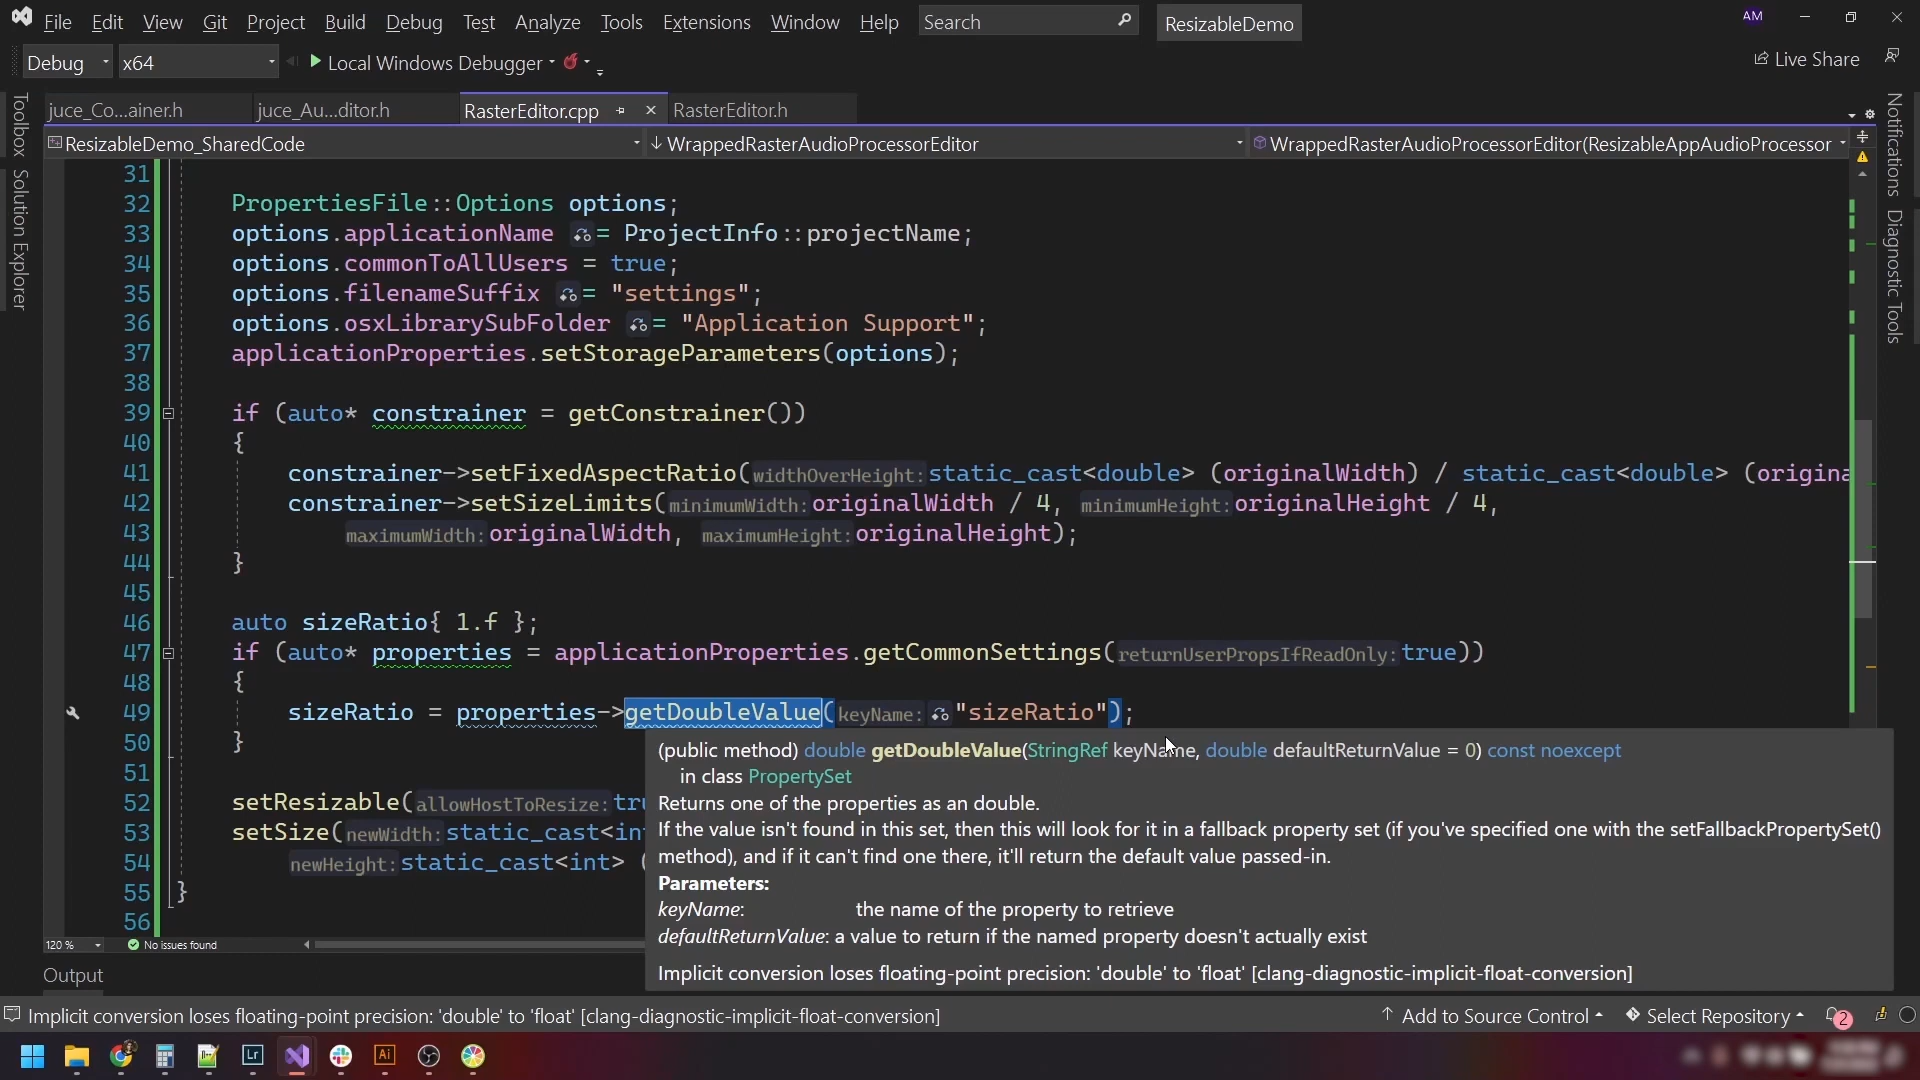 File Edit View Git Project Build Debug Test Analyze Tools Extensions Window Help Search ResizableDemo AM
Debug x64 Local Windows Debugger Live Share
juce_Co...ainer.h juce_Au...ditor.h RasterEditor.cpp RasterEditor.h
ResizableDemo_SharedCode WrappedRasterAudioProcessorEditor WrappedRasterAudioProcessorEditor(ResizableAppAudioProcessor
Toolbox
Solution Explorer
Notifications
Diagnostic Tools
31
32 PropertiesFile::Options options;
33 options.applicationName = ProjectInfo::projectName;
34 options.commonToAllUsers = true;
35 options.filenameSuffix = "settings";
36 options.osxLibrarySubFolder = "Application Support";
37 applicationProperties.setStorageParameters(options);
38
39 if (auto* constrainer = getConstrainer())
40 {
41 constrainer->setFixedAspectRatio(widthOverHeight:static_cast<double> (originalWidth) / static_cast<double> (origina
42 constrainer->setSizeLimits(minimumWidth:originalWidth / 4, minimumHeight:originalHeight / 4,
43 maximumWidth:originalWidth, maximumHeight:originalHeight);
44 }
45
46 auto sizeRatio{ 1.f };
47 if (auto* properties = applicationProperties.getCommonSettings(returnUserPropsIfReadOnly:true))
48 {
49 sizeRatio = properties->getDoubleValue(keyName:"sizeRatio");
50 }
51
52 setResizable(allowHostToResize:tru
53 setSize(newWidth:static_cast<in
54 newHeight:static_cast<int> (
55 }
56
(public method) double getDoubleValue(StringRef keyName, double defaultReturnValue = 0) const noexcept
in class PropertySet
Returns one of the properties as an double.
If the value isn't found in this set, then this will look for it in a fallback property set (if you've specified one with the setFallbackPropertySet()
method), and if it can't find one there, it'll return the default value passed-in.
Parameters:
keyName: the name of the property to retrieve
defaultReturnValue: a value to return if the named property doesn't actually exist
Implicit conversion loses floating-point precision: 'double' to 'float' [clang-diagnostic-implicit-float-conversion]
120 % No issues found
Output
Implicit conversion loses floating-point precision: 'double' to 'float' [clang-diagnostic-implicit-float-conversion] Add to Source Control Select Repository 2
Lr Ai